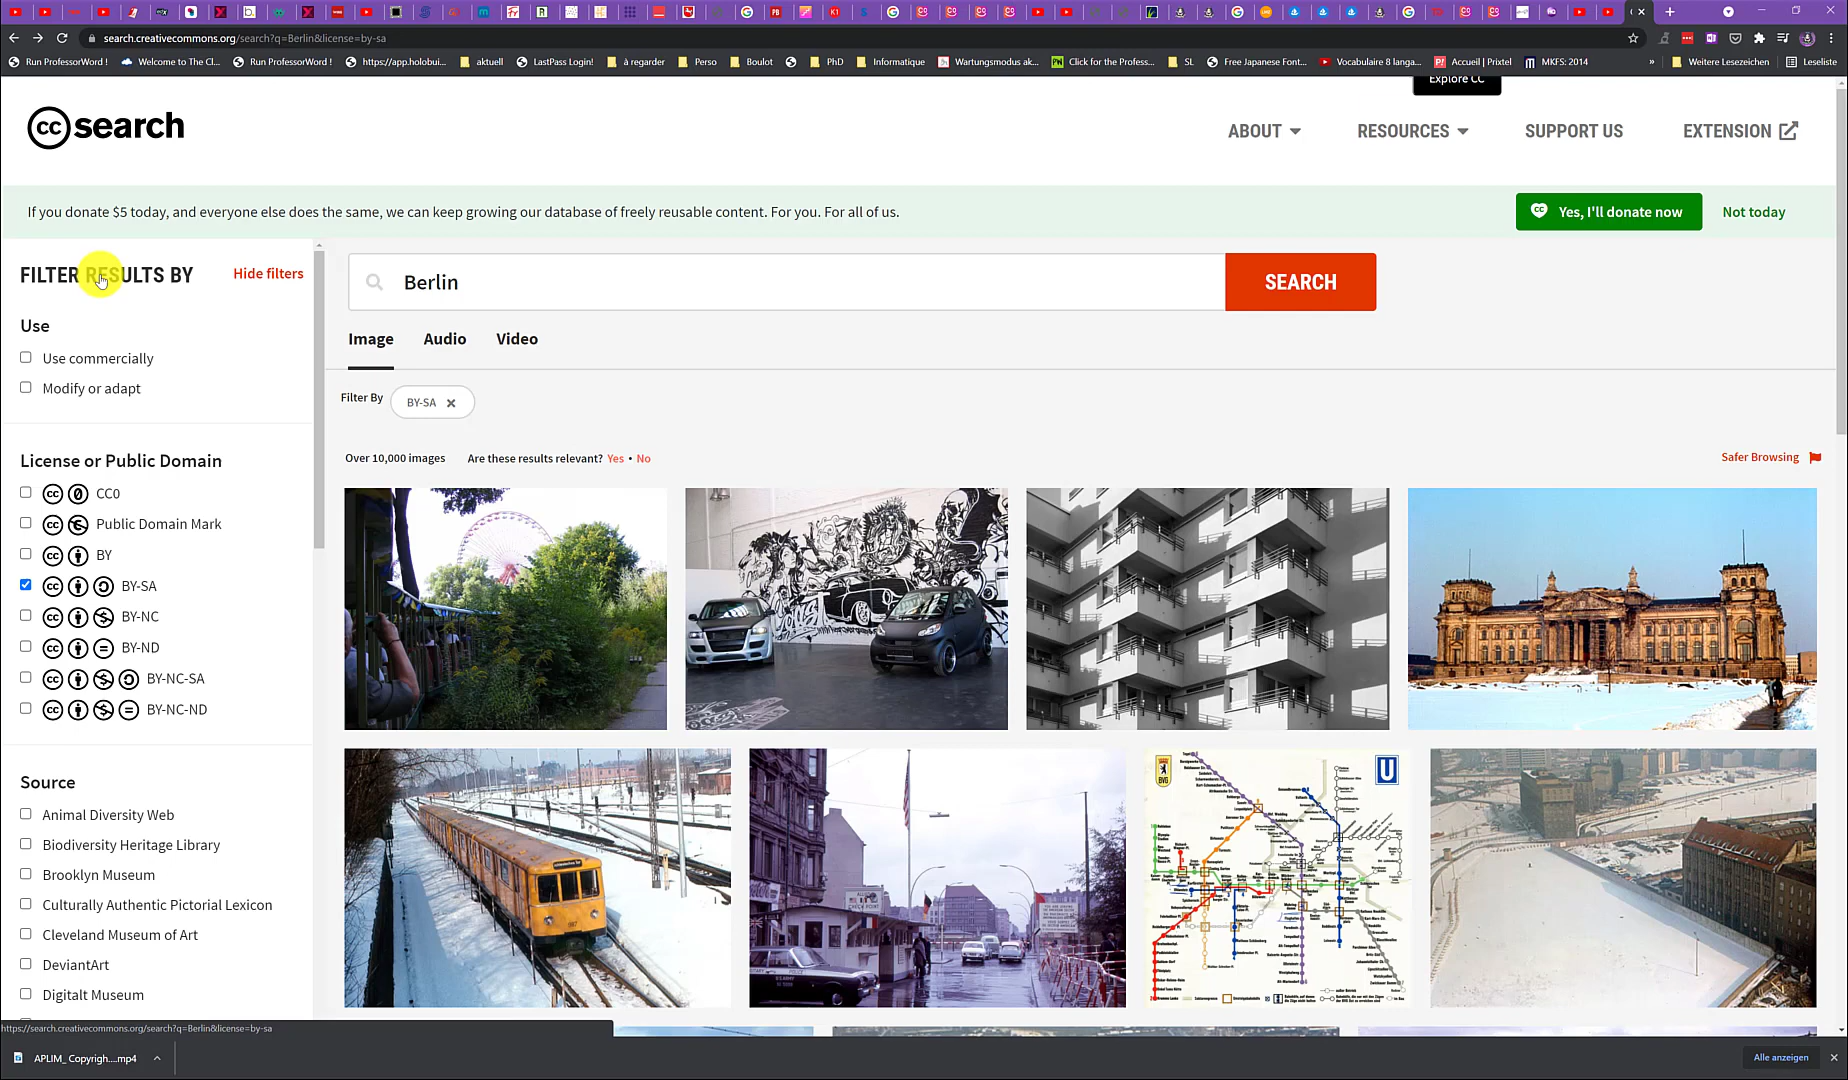 search.creativecommons.org/search?q=Berlin&license=by-sa
Run ProfessorWord !
Welcome to The Cl...
Run ProfessorWord !
https://app.holobui...
aktuell
LastPass Login!
à regarder
Perso
Boulot
PhD
Informatique
Wartungsmodus ak...
Click for the Profess...
SL
Free Japanese Font...
Vocabulaire 8 langa...
Accueil | Prixtel
MKFS: 2014
»
Weitere Lesezeichen
Leseliste
Explore CC
cc search
ABOUT
RESOURCES
SUPPORT US
EXTENSION
If you donate $5 today, and everyone else does the same, we can keep growing our database of freely reusable content. For you. For all of us.
Yes, I'll donate now
Not today
FILTER RESULTS BY
Hide filters
Berlin
SEARCH
Use
Use commercially
Modify or adapt
Image
Audio
Video
Filter By
BY-SA
License or Public Domain
CC0
Public Domain Mark
BY
BY-SA
BY-NC
BY-ND
BY-NC-SA
BY-NC-ND
Over 10,000 images
Are these results relevant? Yes • No
Safer Browsing
Source
Animal Diversity Web
Biodiversity Heritage Library
Brooklyn Museum
Culturally Authentic Pictorial Lexicon
Cleveland Museum of Art
DeviantArt
Digitalt Museum
BVG
U
https://search.creativecommons.org/search?q=Berlin&license=by-sa
APLIM_ Copyrigh....mp4
Alle anzeigen